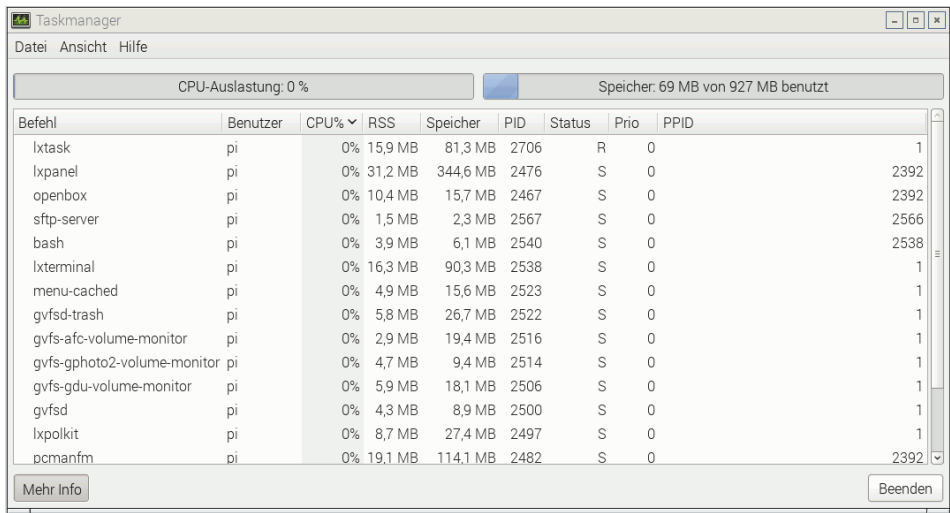 Taskmanager
Datei Ansicht Hilfe
CPU-Auslastung: 0 % Speicher: 69 MB von 927 MB benutzt
Befehl Benutzer CPU% RSS Speicher PID Status Prio PPID
lxtask pi 0% 15,9 MB 81,3 MB 2706 R 0 1
lxpanel pi 0% 31,2 MB 344,6 MB 2476 S 0 2392
openbox pi 0% 10,4 MB 15,7 MB 2467 S 0 2392
sftp-server pi 0% 1,5 MB 2,3 MB 2567 S 0 2566
bash pi 0% 3,9 MB 6,1 MB 2540 S 0 2538
lxterminal pi 0% 16,3 MB 90,3 MB 2538 S 0 1
menu-cached pi 0% 4,9 MB 15,6 MB 2523 S 0 1
gvfsd-trash pi 0% 5,8 MB 26,7 MB 2522 S 0 1
gvfs-afc-volume-monitor pi 0% 2,9 MB 19,4 MB 2516 S 0 1
gvfs-gphoto2-volume-monitor pi 0% 4,7 MB 9,4 MB 2514 S 0 1
gvfs-gdu-volume-monitor pi 0% 5,9 MB 18,1 MB 2506 S 0 1
gvfsd pi 0% 4,3 MB 8,9 MB 2500 S 0 1
lxpolkit pi 0% 8,7 MB 27,4 MB 2497 S 0 1
pcmanfm pi 0% 19,1 MB 114,1 MB 2482 S 0 2392
Mehr Info Beenden